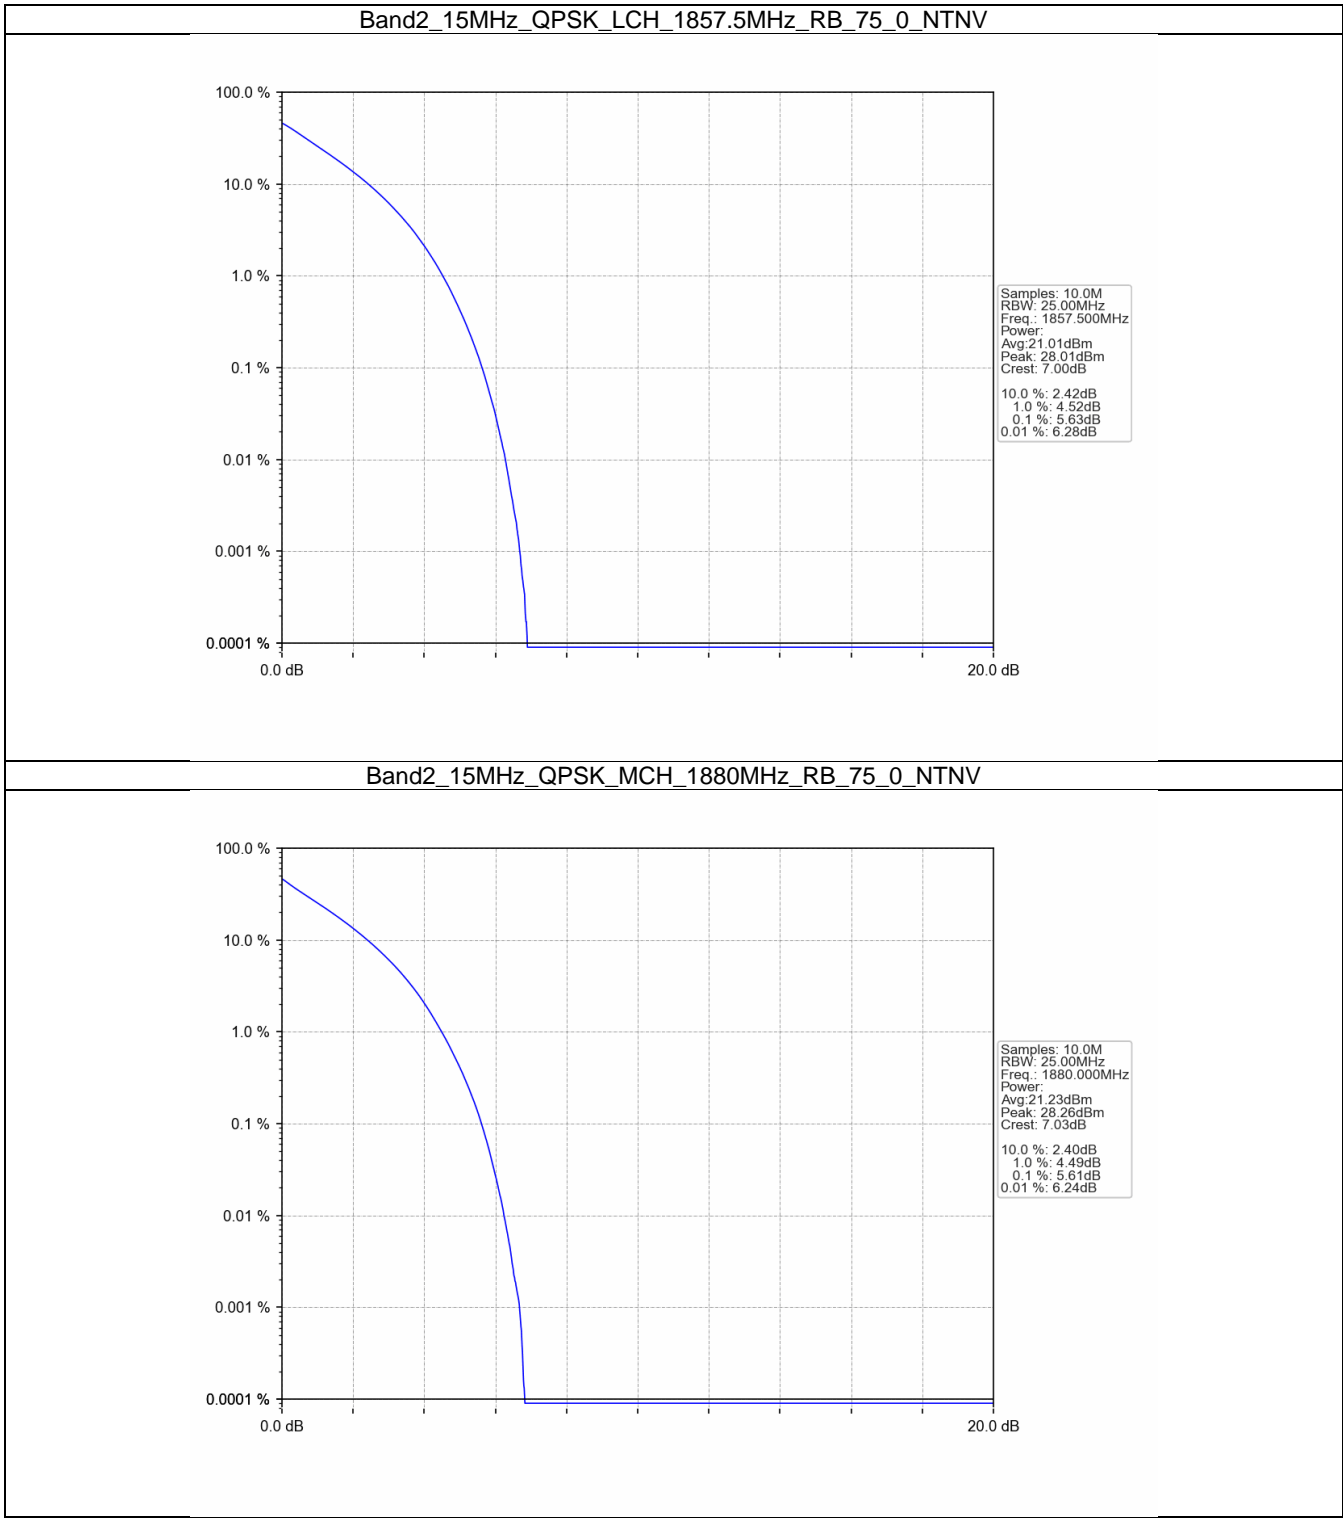 Band2_15MHz_QPSK_LCH_1857.5MHz_RB_75_0_NTNV
100.0 %
10.0 %
1.0 %
0.1 %
0.01 %
0.001 %
0.0001 %
0.0 dB
20.0 dB
Samples: 10.0M
RBW: 25.00MHz
Freq.: 1857.500MHz
Power:
Avg:21.01dBm
Peak: 28.01dBm
Crest: 7.00dB
10.0 %: 2.42dB
1.0 %: 4.52dB
0.1 %: 5.63dB
0.01 %: 6.28dB
Band2_15MHz_QPSK_MCH_1880MHz_RB_75_0_NTNV
100.0 %
10.0 %
1.0 %
0.1 %
0.01 %
0.001 %
0.0001 %
0.0 dB
20.0 dB
Samples: 10.0M
RBW: 25.00MHz
Freq.: 1880.000MHz
Power:
Avg:21.23dBm
Peak: 28.26dBm
Crest: 7.03dB
10.0 %: 2.40dB
1.0 %: 4.49dB
0.1 %: 5.61dB
0.01 %: 6.24dB